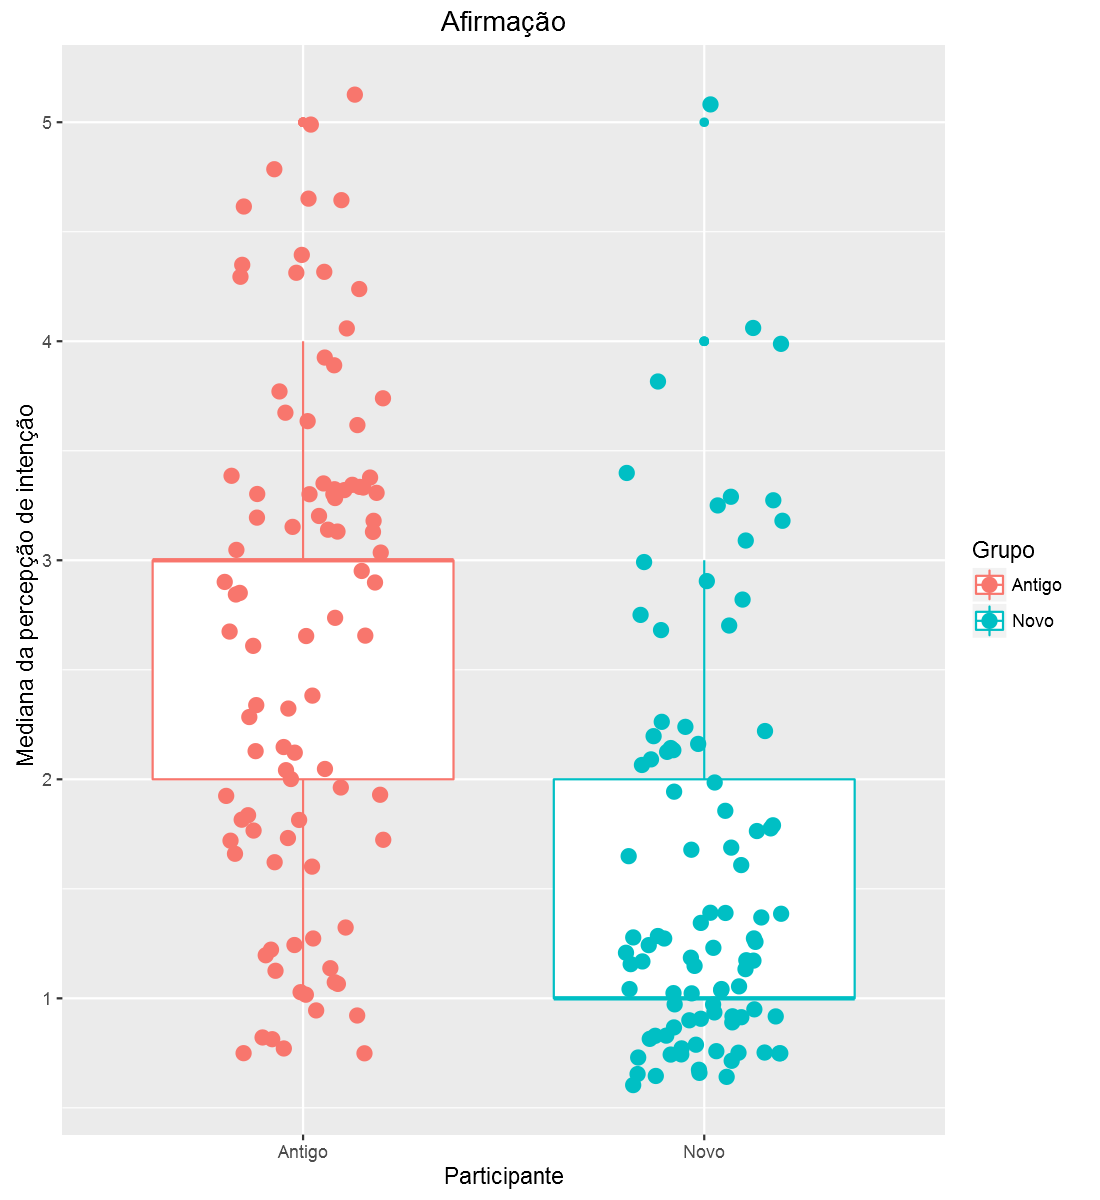 Afirmação
Mediana da percepção de intenção
5
4
3
2
1
Antigo
Novo
Participante
Grupo
Antigo
Novo